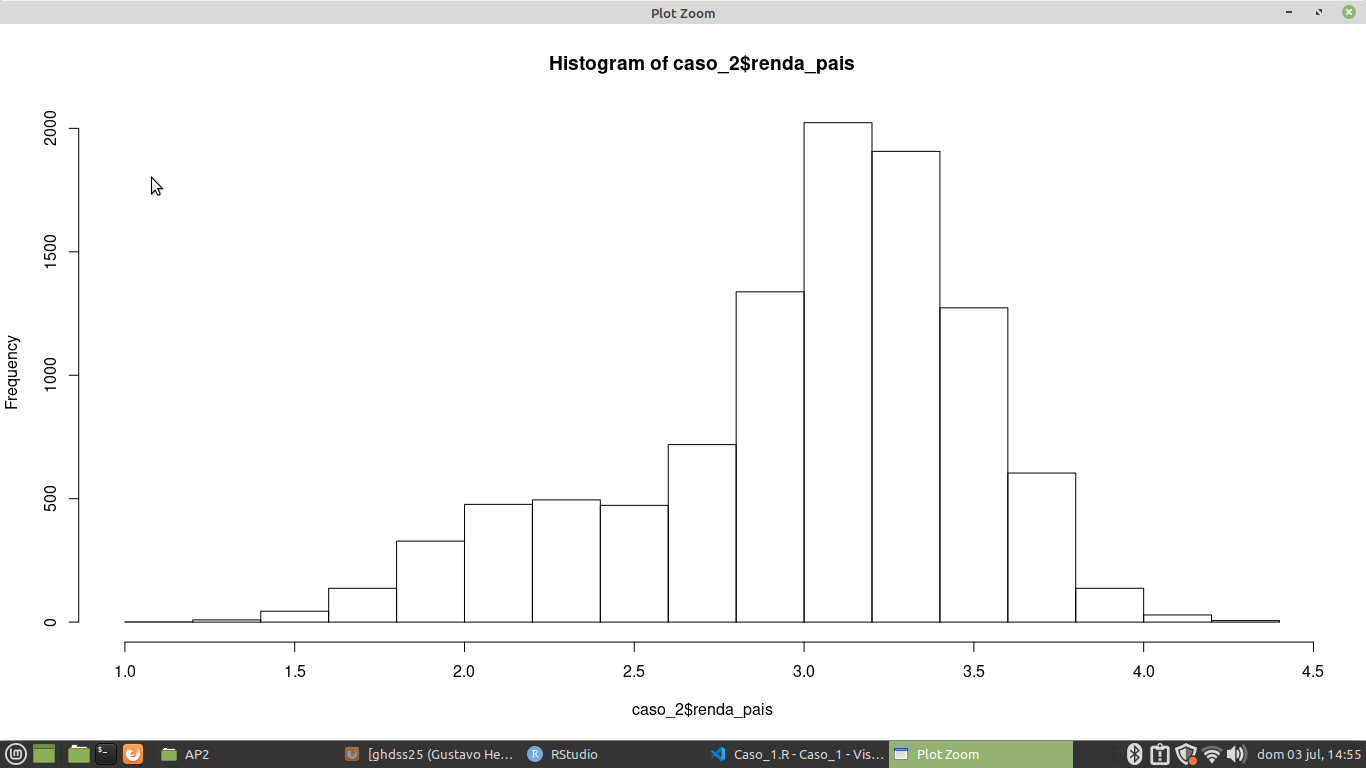 Plot Zoom
Histogram of caso_2$renda_pais
Frequency
2000
1500
1000
500
0
1.0 1.5 2.0 2.5 3.0 3.5 4.0 4.5
caso_2$renda_pais
AP2 [ghdss25 (Gustavo He... RStudio Caso_1.R - Caso_1 - Vis... Plot Zoom dom 03 jul, 14:55